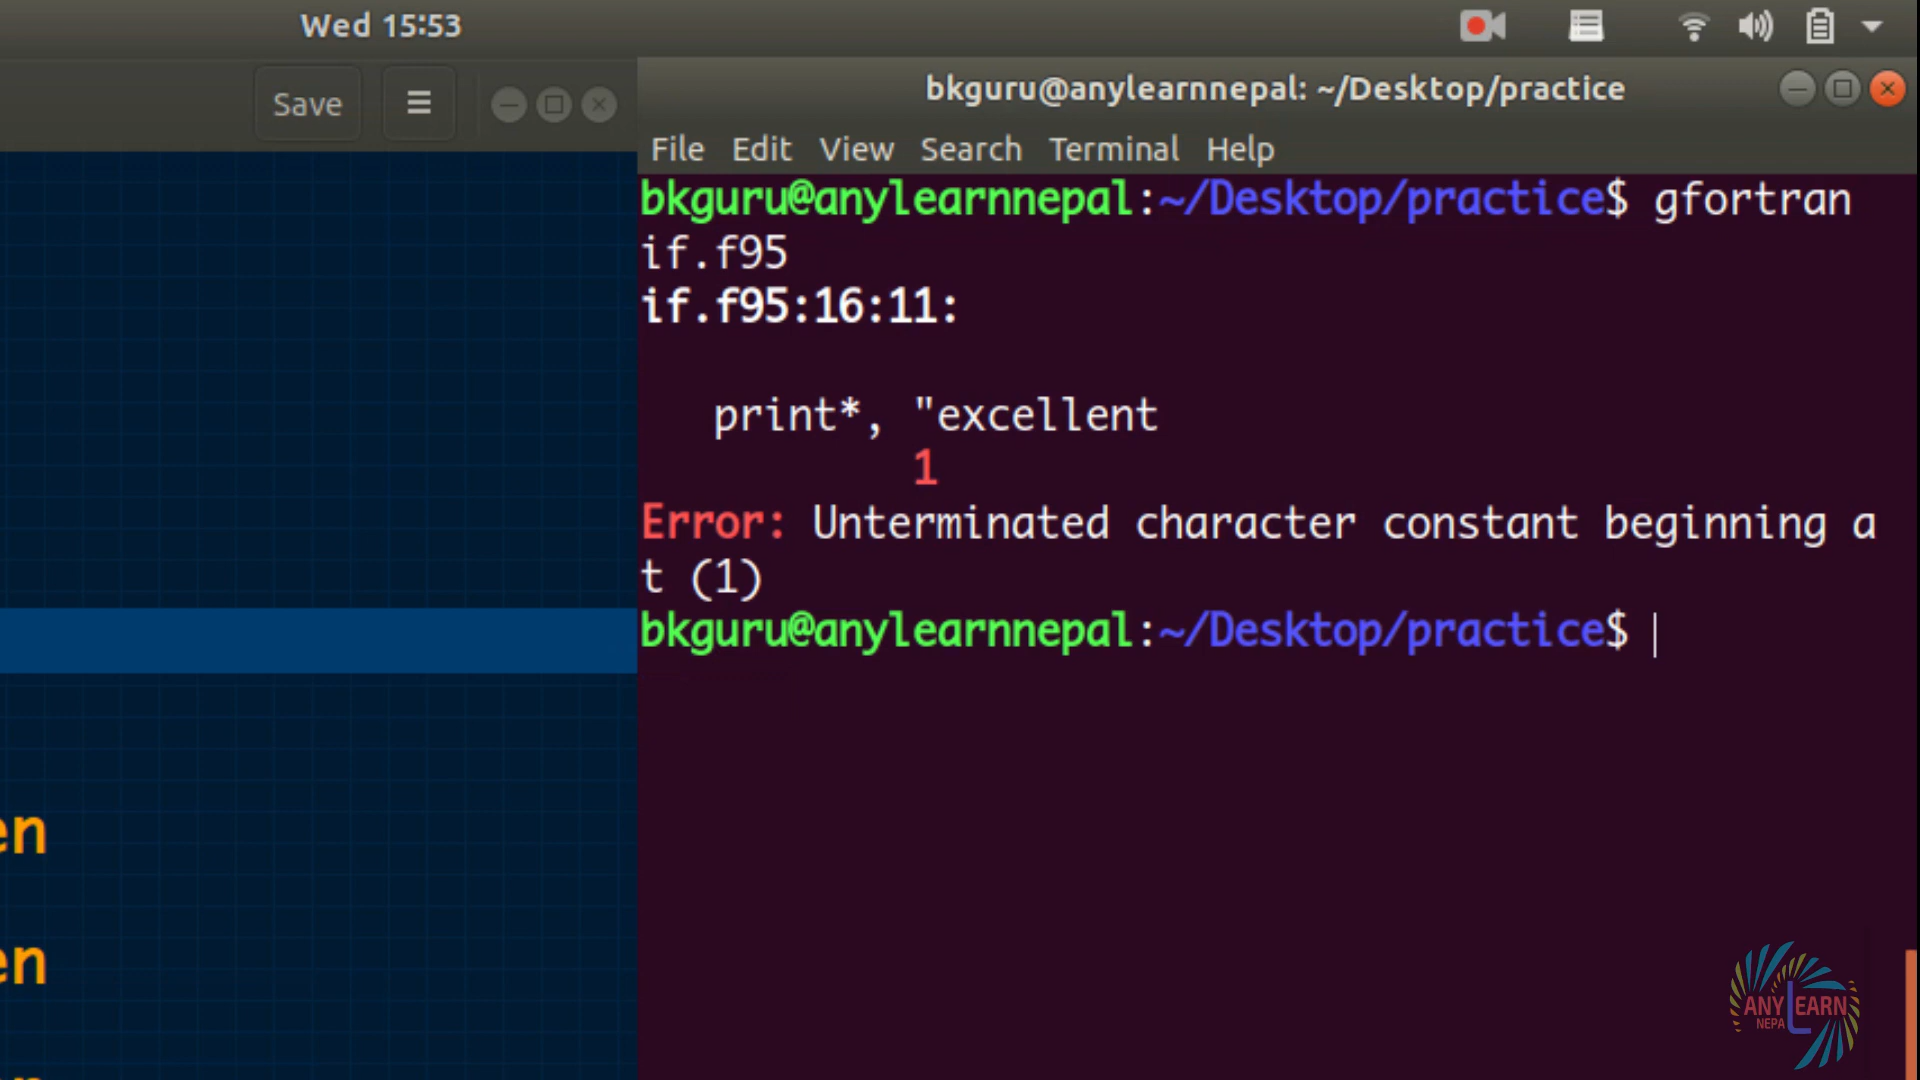 Wed 15:53
Save
bkguru@anylearnnepal: ~/Desktop/practice
File Edit View Search Terminal Help
bkguru@anylearnnepal:~/Desktop/practice$ gfortran
if.f95
if.f95:16:11:
print*, "excellent
1
Error: Unterminated character constant beginning a
t (1)
bkguru@anylearnnepal:~/Desktop/practice$
en
en
ANY LEARN
NEPAL